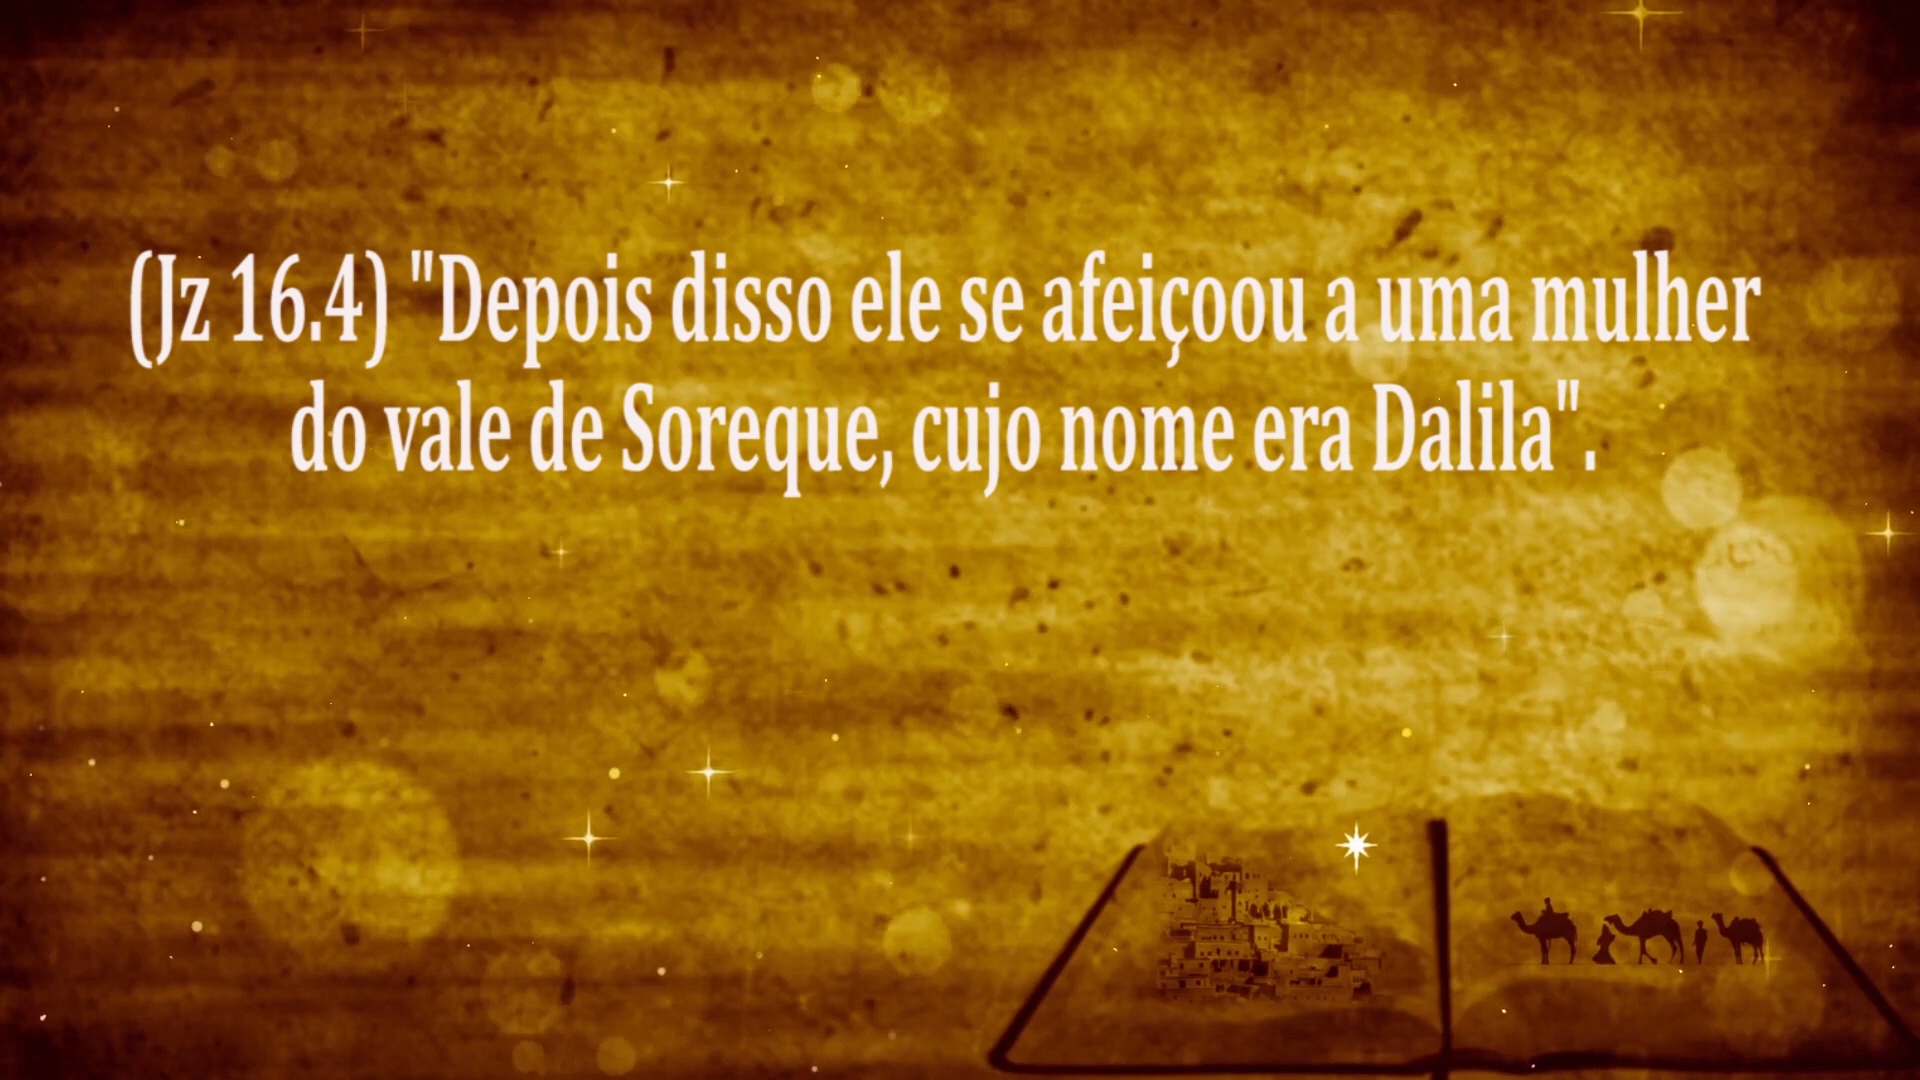 (Jz 16.4) "Depois disso ele se afeiçoou a uma mulher
do vale de Soreque, cujo nome era Dalila".